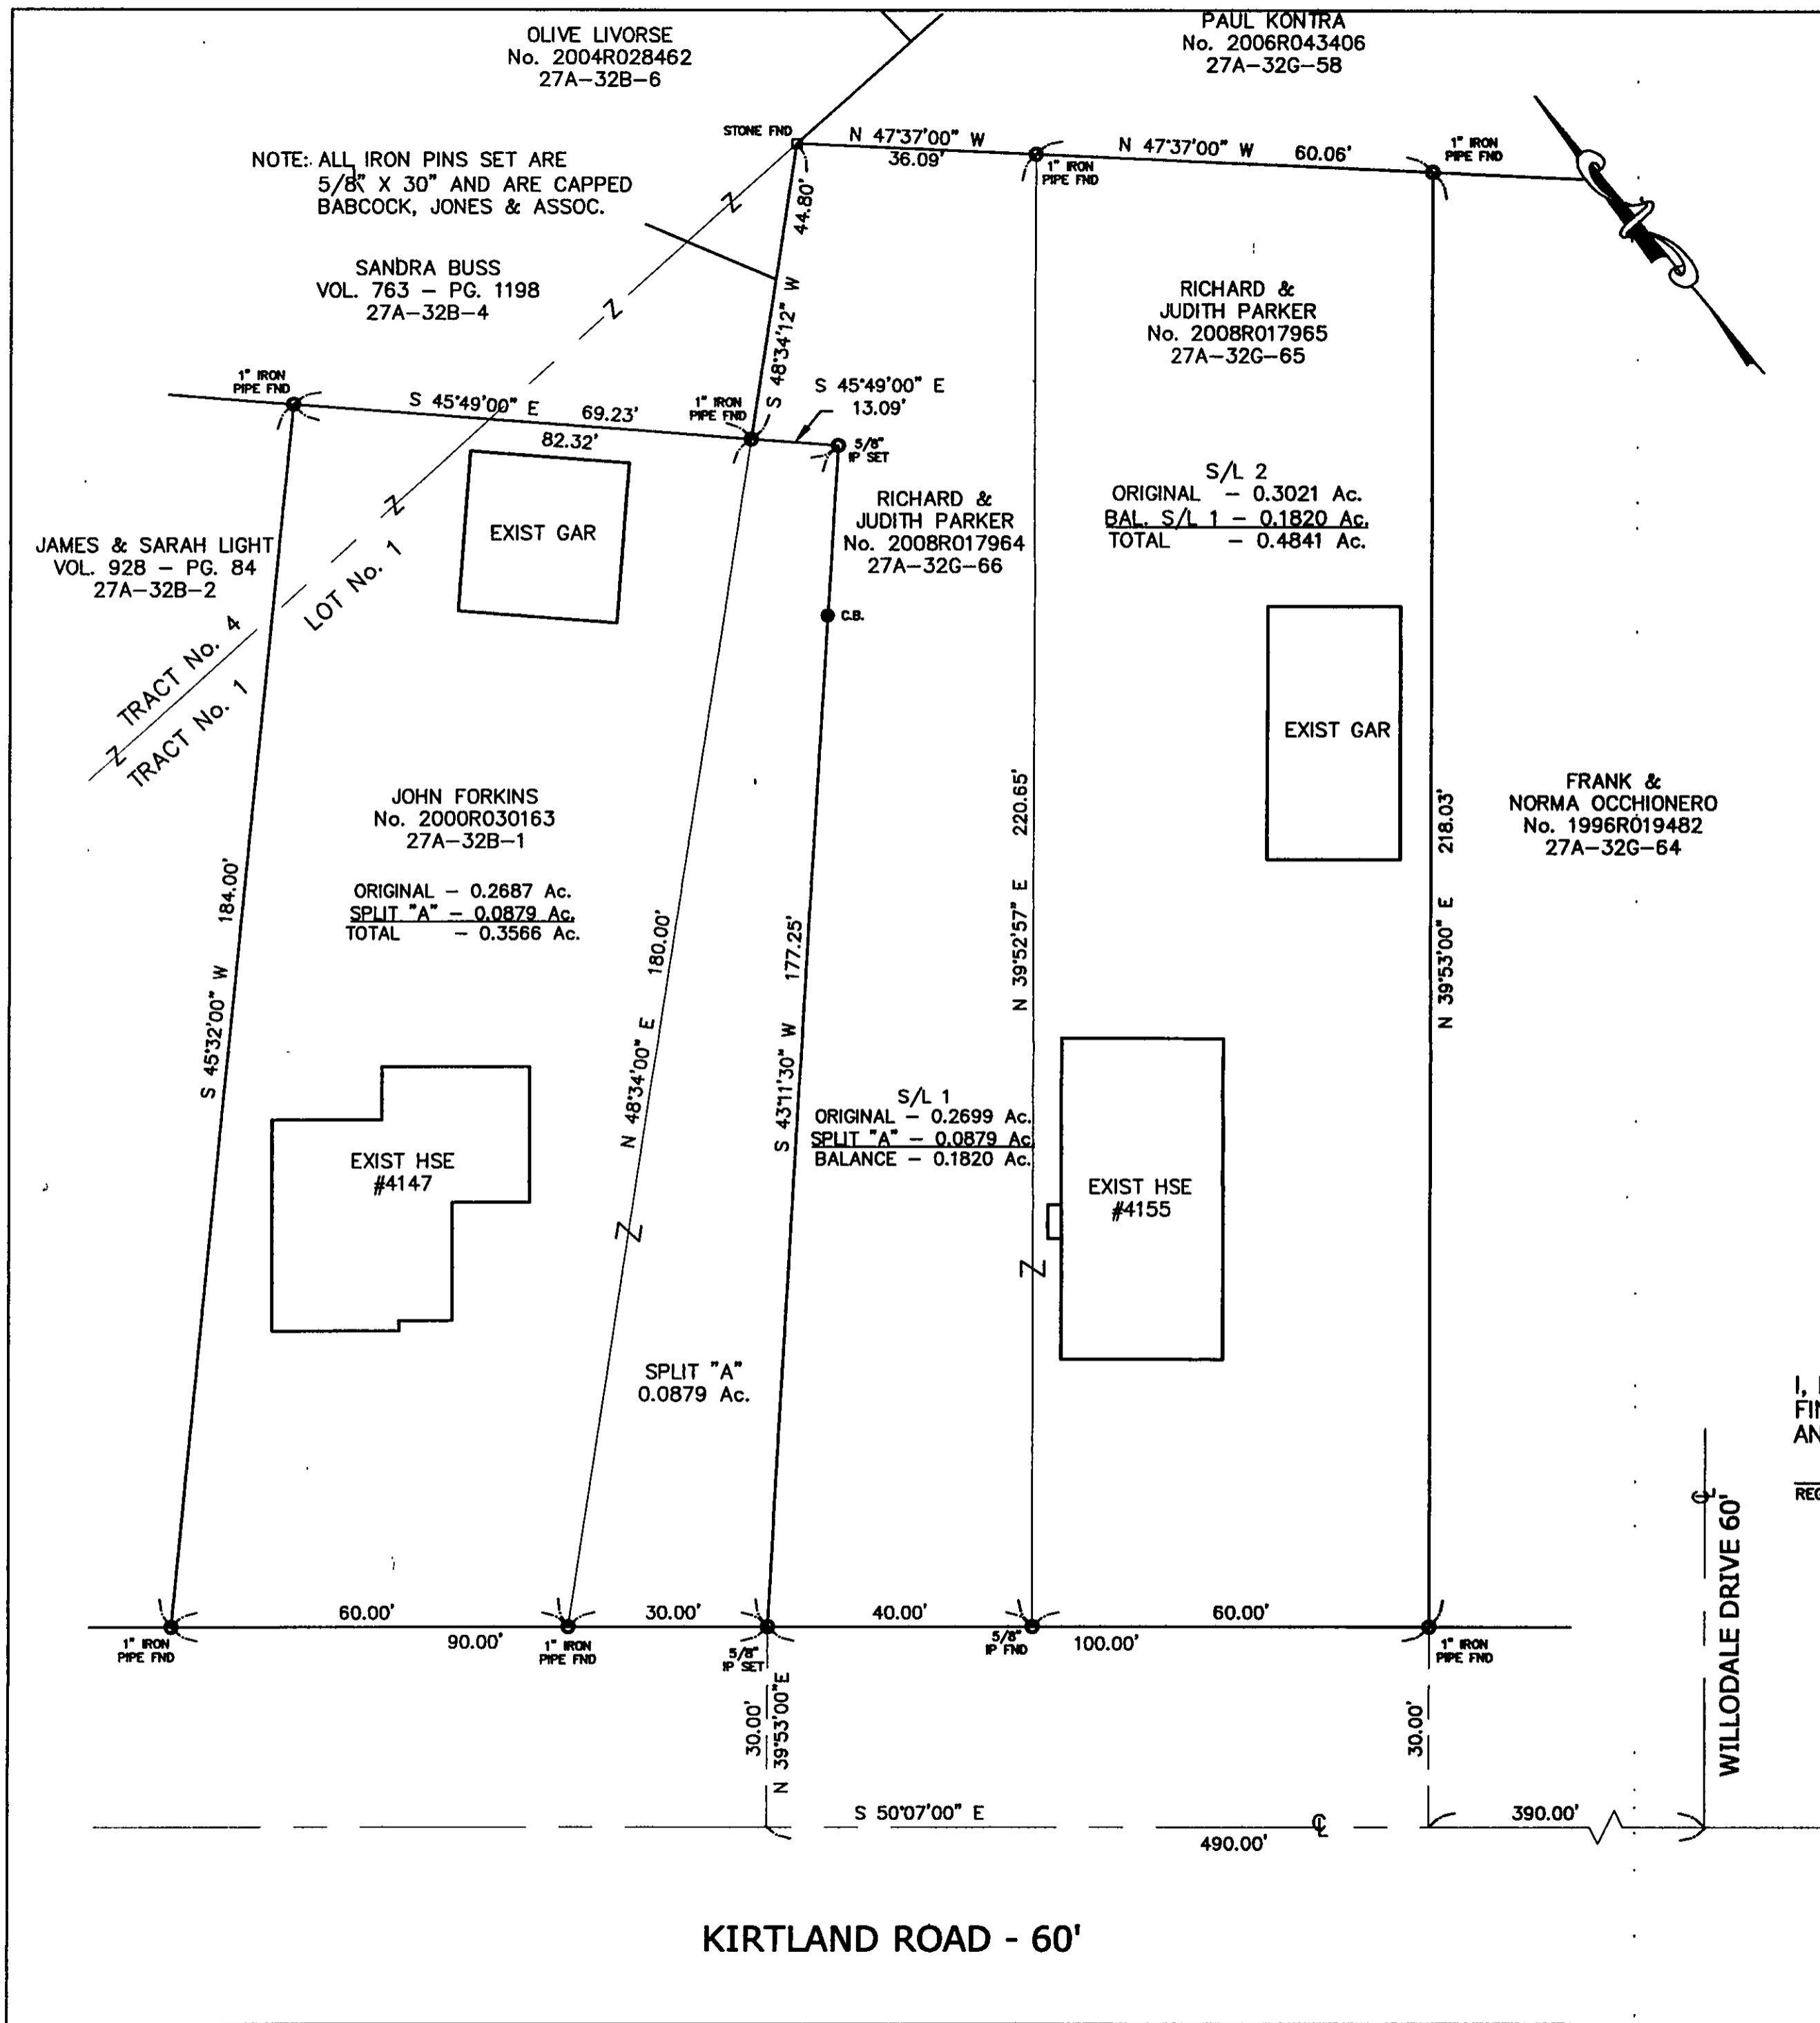 OLIVE LIVORSE
No. 2004R028462
27A-32B-6
PAUL KONTRA
No. 2006R043406
27A-32G-58
STONE FND
N 47°37'00" W
36.09'
1" IRON
PIPE FND
N 47°37'00" W 60.06'
1" IRON
PIPE FND
NOTE: ALL IRON PINS SET ARE
5/8" X 30" AND ARE CAPPED
BABCOCK, JONES & ASSOC.
44.80'
S 48°34'12" W
SANDRA BUSS
VOL. 763 - PG. 1198
27A-32B-4
RICHARD &
JUDITH PARKER
No. 2008R017965
27A-32G-65
1" IRON
PIPE FND
S 45°49'00" E 69.23'
82.32'
1" IRON
PIPE FND
S 45°49'00" E
13.09'
5/8"
IP SET
S/L 2
ORIGINAL - 0.3021 Ac.
BAL. S/L 1 - 0.1820 Ac.
TOTAL - 0.4841 Ac.
RICHARD &
JUDITH PARKER
No. 2008R017964
27A-32G-66
EXIST GAR
JAMES & SARAH LIGHT
VOL. 928 - PG. 84
27A-32B-2
C.B.
LOT No. 1
TRACT No. 4
TRACT No. 1
EXIST GAR
JOHN FORKINS
No. 2000R030163
27A-32B-1
FRANK &
NORMA OCCHIONERO
No. 1996R019482
27A-32G-64
ORIGINAL - 0.2687 Ac.
SPLIT "A" - 0.0879 Ac.
TOTAL - 0.3566 Ac.
S 45°32'00" W 184.00'
N 48°34'00" E 180.00'
S 43°11'30" W 177.25'
N 39°52'57" E 220.65'
N 39°53'00" E 218.03'
S/L 1
ORIGINAL - 0.2699 Ac.
SPLIT "A" - 0.0879 Ac
BALANCE - 0.1820 Ac.
EXIST HSE
#4147
EXIST HSE
#4155
SPLIT "A"
0.0879 Ac.
I,
AN
60.00'
90.00'
30.00'
40.00'
60.00'
100.00'
1" IRON
PIPE FND
1" IRON
PIPE FND
5/8"
IP SET
5/8"
IP FND
1" IRON
PIPE FND
30.00'
N 39°53'00"E
30.00'
WILLODALE DRIVE 60'
S 50°07'00" E
490.00'
390.00'
KIRTLAND ROAD - 60'